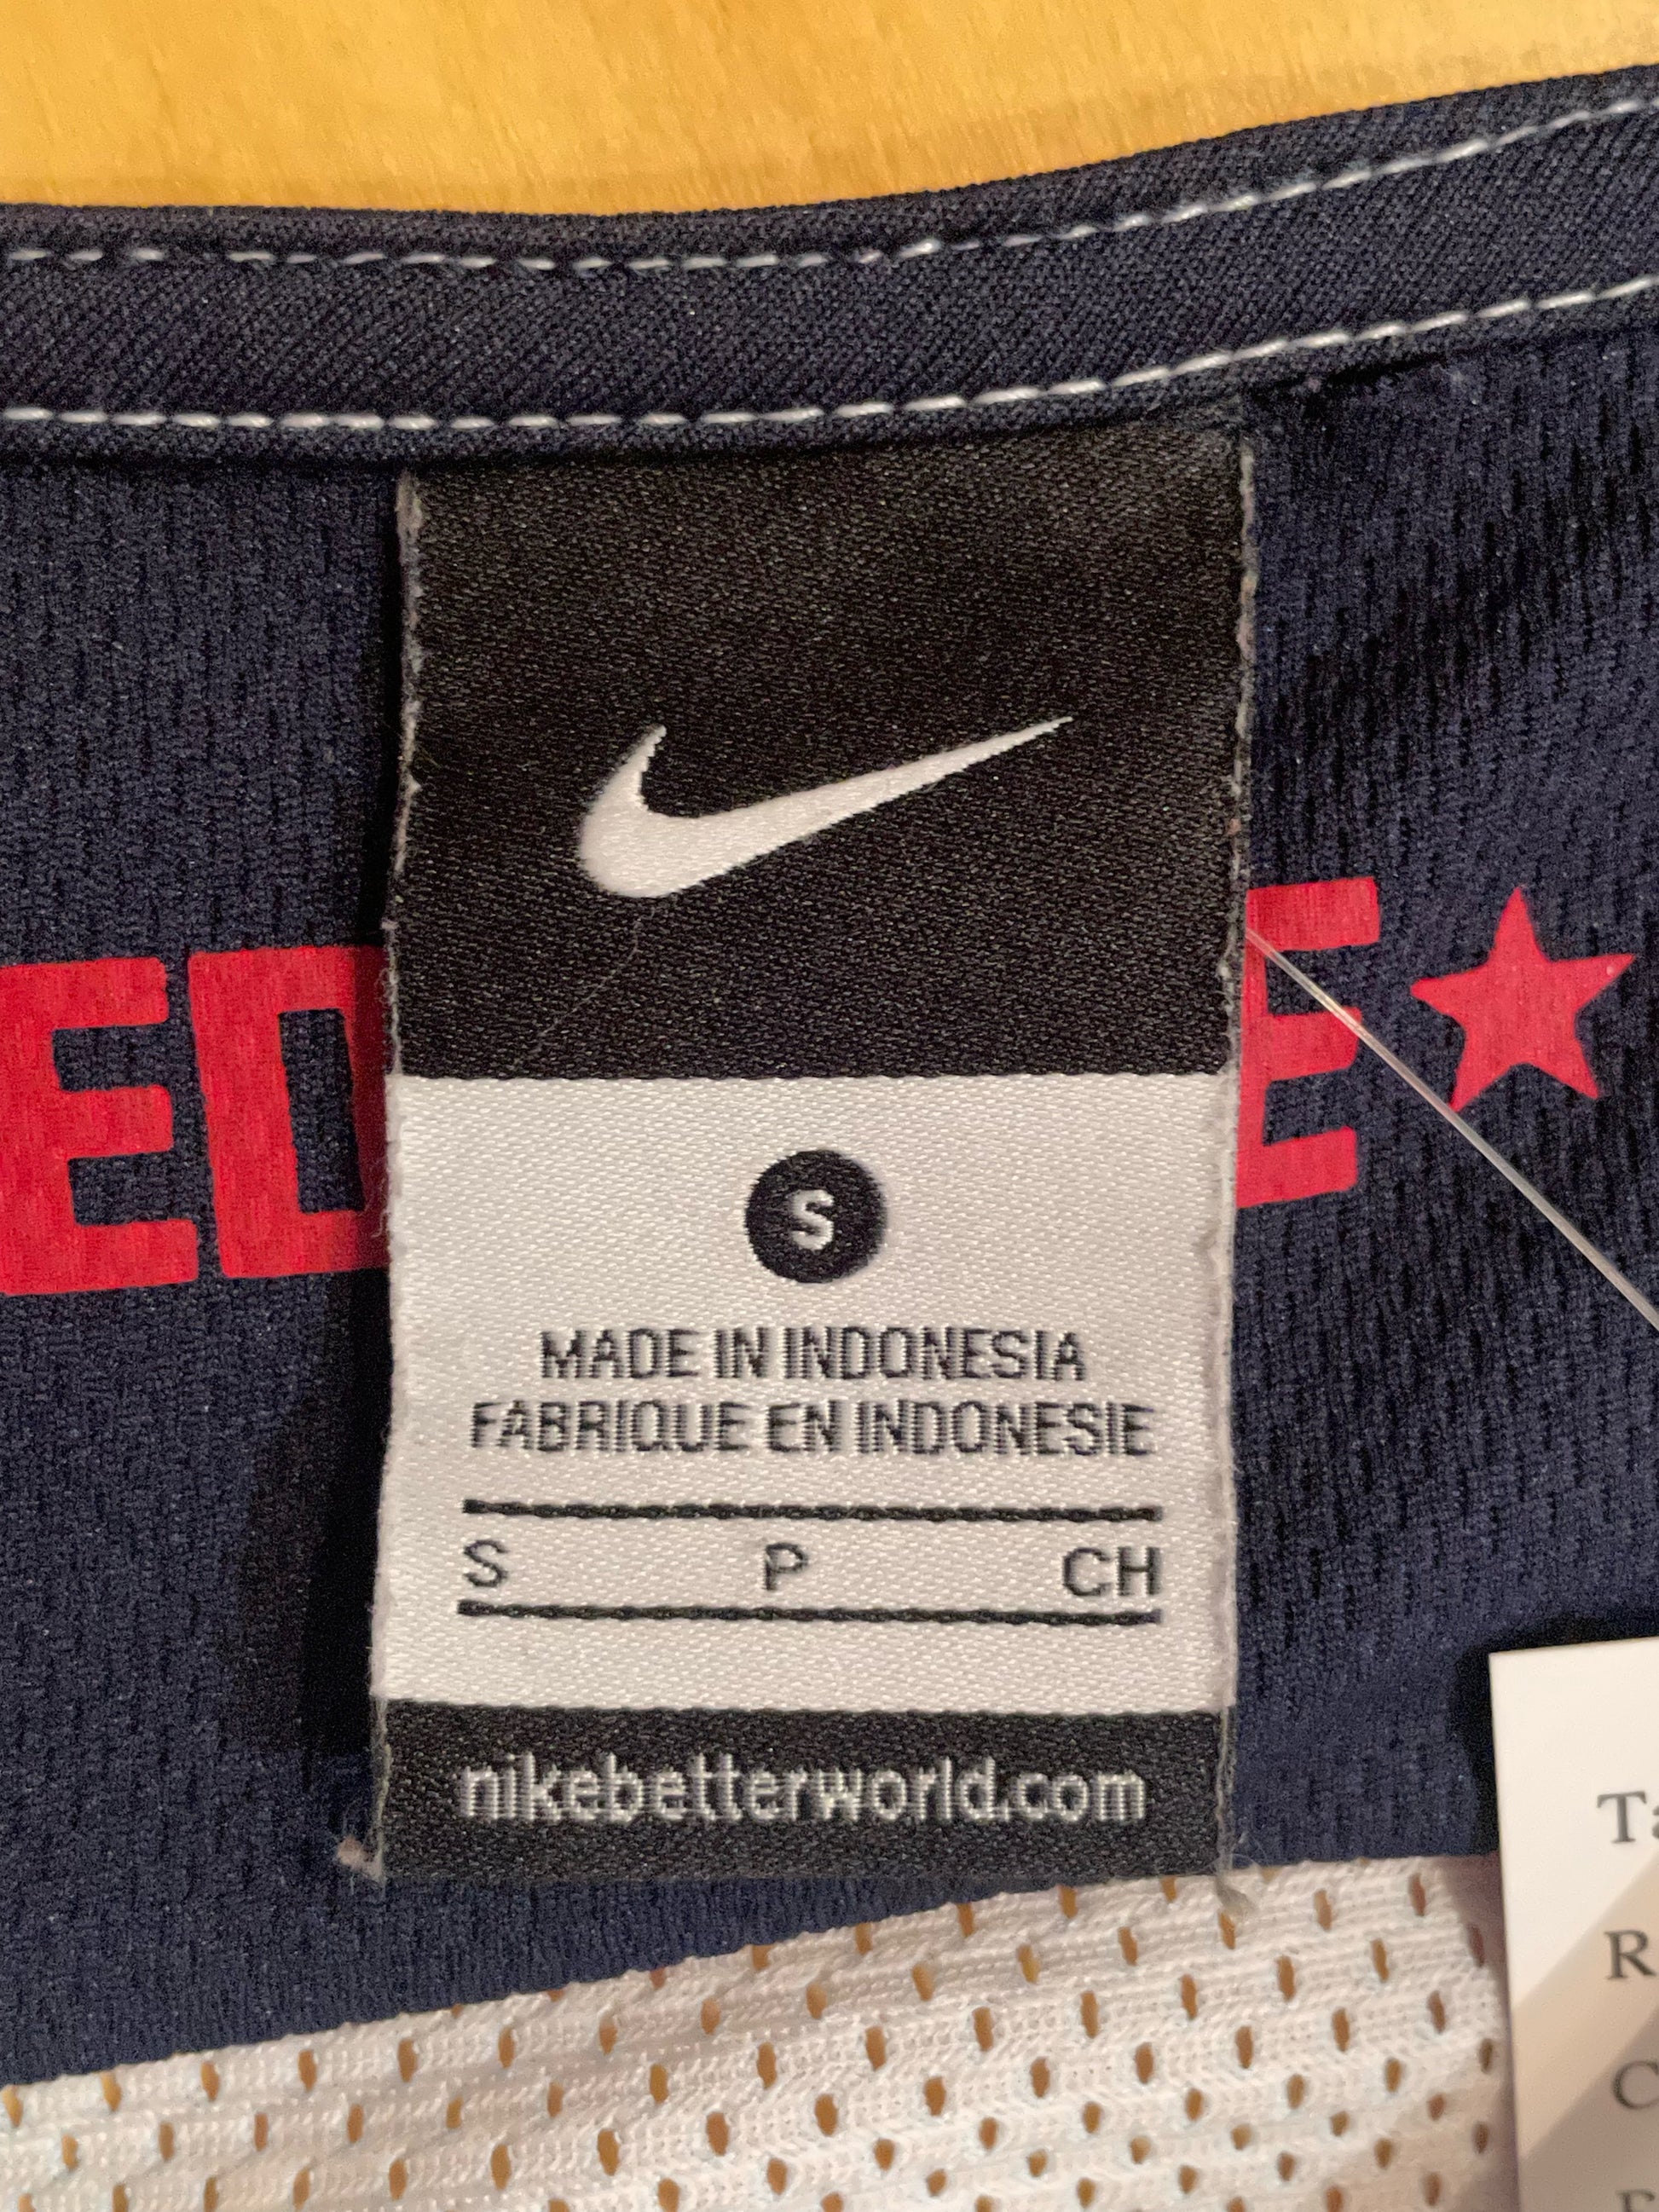 S
MADE IN INDONESIA
FABRIQUE EN INDONESIE
S P CH
nikebetterworld.com